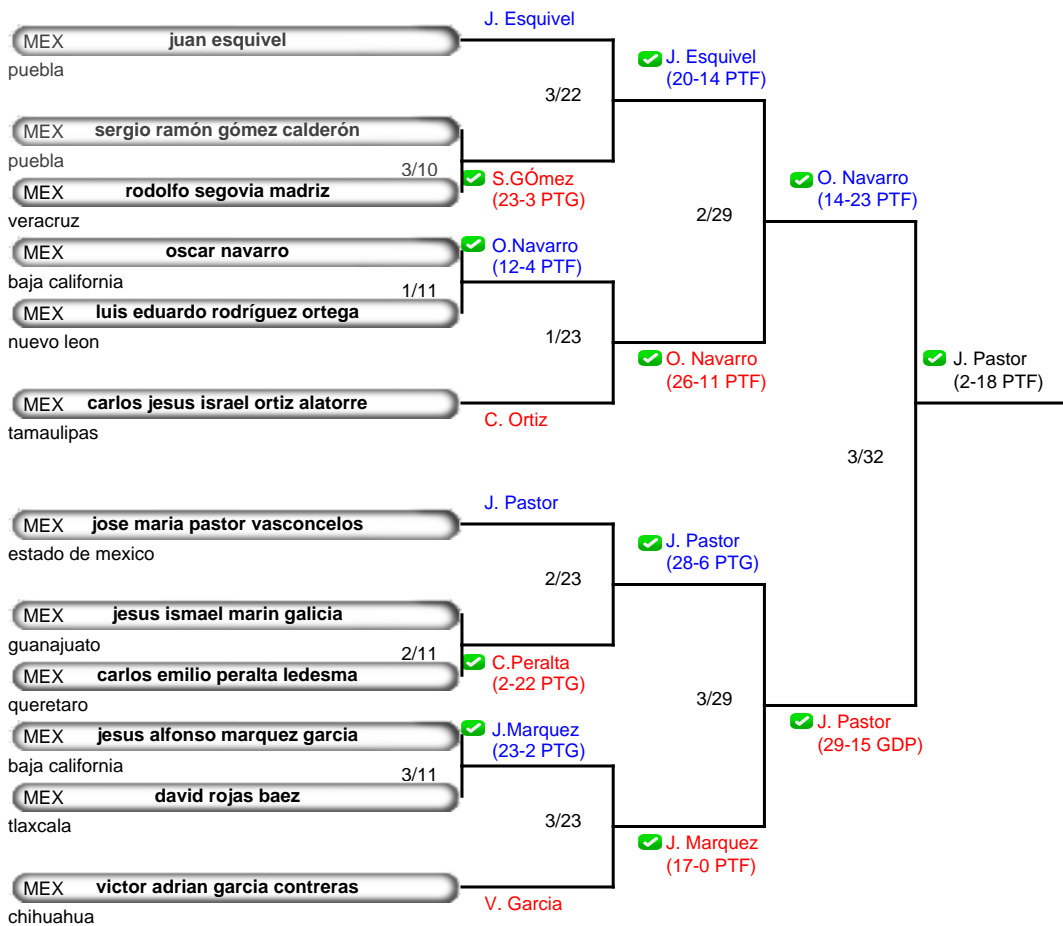 J. Esquivel
MEX juan esquivel
puebla
J. Esquivel
(20-14 PTF)
3/22
MEX sergio ramón gómez calderón
puebla
3/10
MEX rodolfo segovia madriz
veracruz
S.GÓmez
(23-3 PTG)
O. Navarro
(14-23 PTF)
2/29
MEX oscar navarro
baja california
O.Navarro
(12-4 PTF)
1/11
MEX luis eduardo rodríguez ortega
nuevo leon
1/23
O. Navarro
(26-11 PTF)
J. Pastor
(2-18 PTF)
MEX carlos jesus israel ortiz alatorre
tamaulipas
C. Ortiz
3/32
J. Pastor
MEX jose maria pastor vasconcelos
estado de mexico
J. Pastor
(28-6 PTG)
2/23
MEX jesus ismael marin galicia
guanajuato
2/11
MEX carlos emilio peralta ledesma
queretaro
C.Peralta
(2-22 PTG)
3/29
J. Pastor
(29-15 GDP)
MEX jesus alfonso marquez garcia
baja california
J.Marquez
(23-2 PTG)
3/11
MEX david rojas baez
tlaxcala
3/23
J. Marquez
(17-0 PTF)
MEX victor adrian garcia contreras
chihuahua
V. Garcia